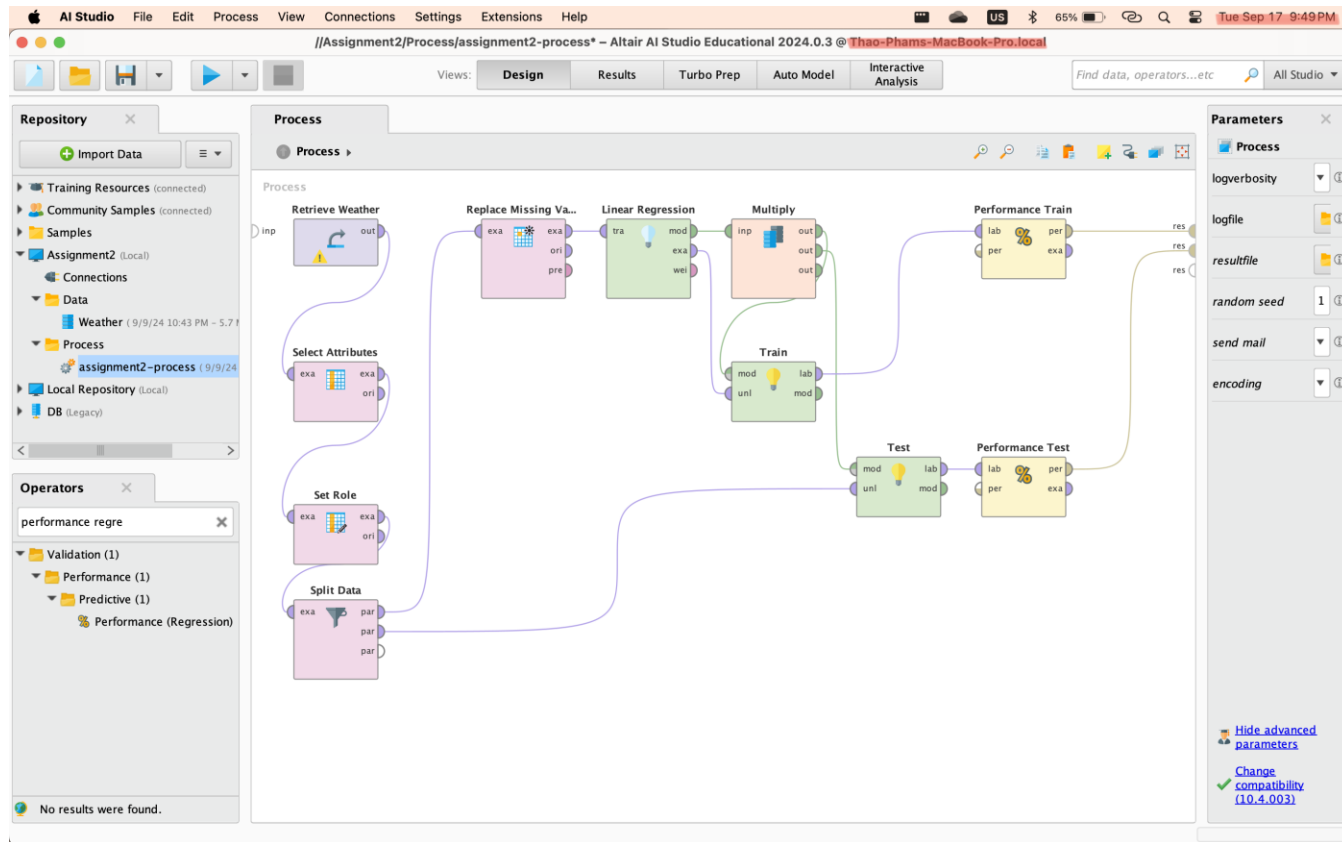 AI Studio File Edit Process View Connections Settings Extensions Help US 65% Tue Sep 17 9:49 PM
//Assignment2/Process/assignment2-process* – Altair AI Studio Educational 2024.0.3 @ Thao-Phams-MacBook-Pro.local
Views: Design Results Turbo Prep Auto Model Interactive Analysis Find data, operators...etc All Studio
Repository
Import Data
Training Resources (connected)
Community Samples (connected)
Samples
Assignment2 (Local)
Connections
Data
Weather (9/9/24 10:43 PM – 5.7
Process
assignment2-process (9/9/24
Local Repository (Local)
DB (Legacy)
Operators
performance regre
Validation (1)
Performance (1)
Predictive (1)
Performance (Regression)
No results were found.
Process
Process
Process
inp
Retrieve Weather
out
Replace Missing Va...
exa exa
ori
pre
Linear Regression
tra mod
exa
wei
Multiply
inp out
out
out
Performance Train
lab per
per exa
res
res
res
Select Attributes
exa exa
ori
Train
mod lab
unl mod
Set Role
exa exa
ori
Test
mod lab
unl mod
Performance Test
lab per
per exa
Split Data
exa par
par
par
Parameters
Process
logverbosity
logfile
resultfile
random seed 1
send mail
encoding
Hide advanced
parameters
Change
compatibility
(10.4.003)